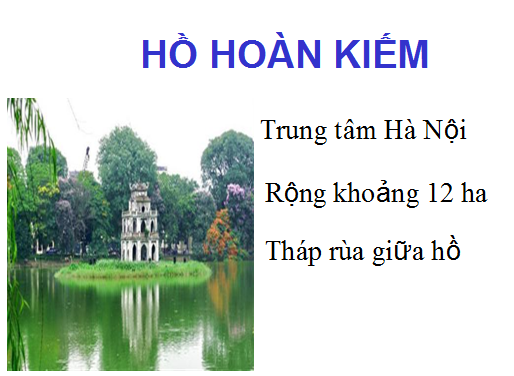 HỒ HOÀN KIẾM
Trung tâm Hà Nội
Rộng khoảng 12 ha
Tháp rùa giữa hồ